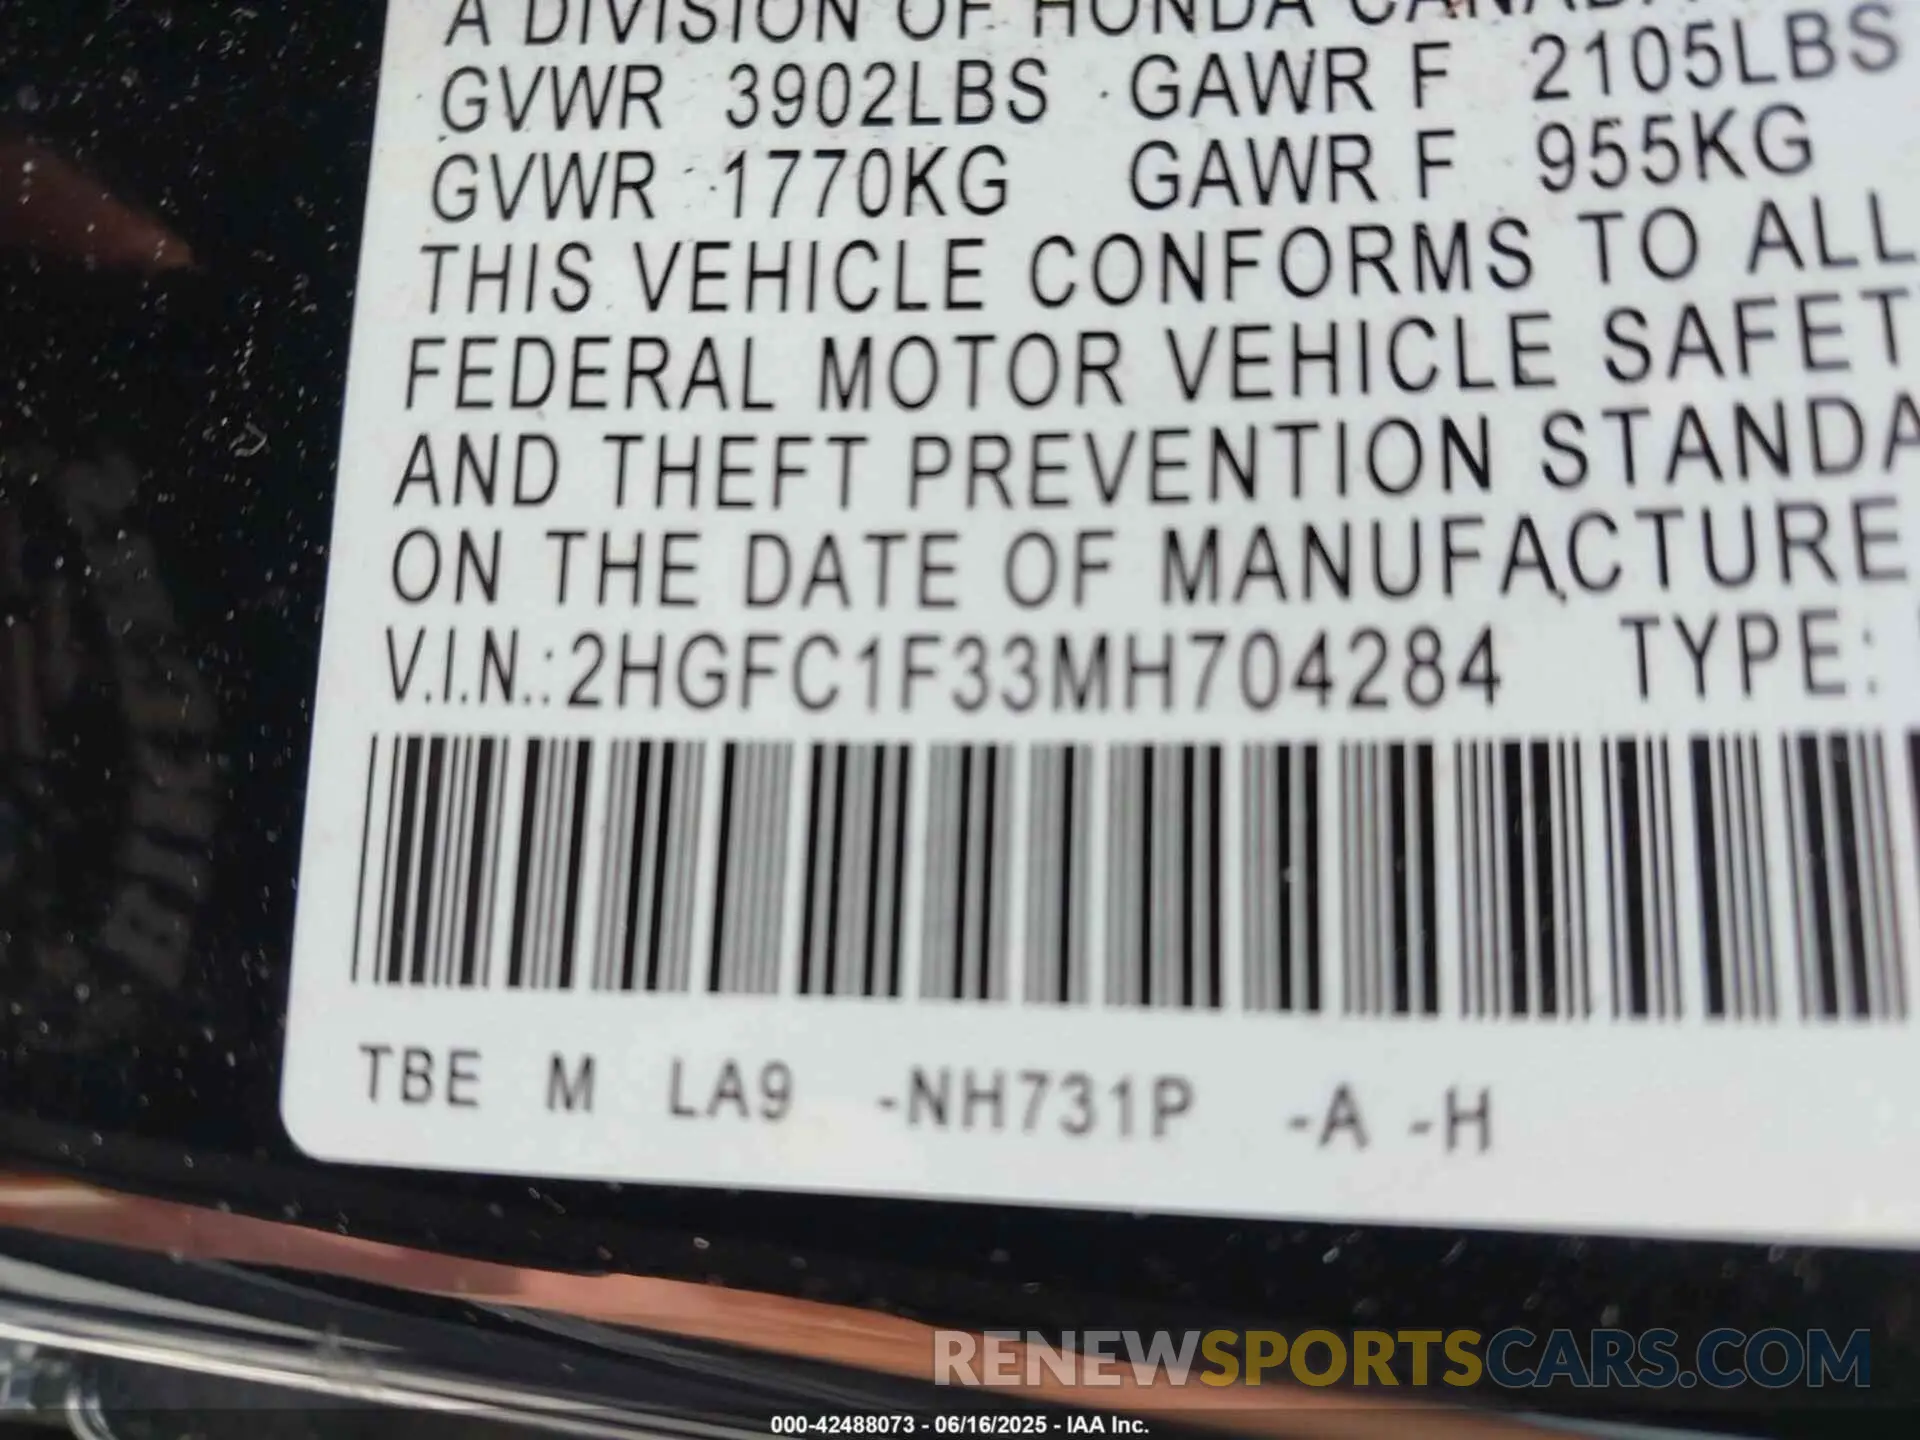 A DIVISION OF HONDA CANADA
GVWR 3902LBS GAWR F 2105LBS
GVWR 1770KG GAWR F 955KG
THIS VEHICLE CONFORMS TO ALL
FEDERAL MOTOR VEHICLE SAFET
AND THEFT PREVENTION STANDA
ON THE DATE OF MANUFACTURE
V.I.N.:2HGFC1F33MH704284 TYPE:
TBE M LA9 -NH731P -A -H
RENEWSPORTSCARS.COM
000-42488073 - 06/16/2025 - IAA Inc.